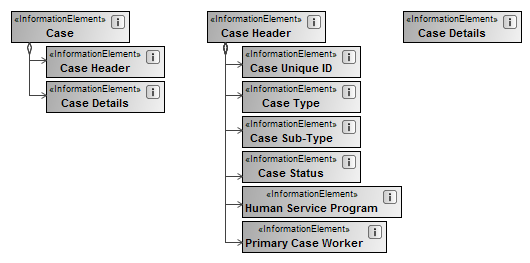 «InformationElement»
Case
«InformationElement»
Case Header
«InformationElement»
Case Details
«InformationElement»
Case Header
«InformationElement»
Case Unique ID
«InformationElement»
Case Type
«InformationElement»
Case Sub-Type
«InformationElement»
Case Status
«InformationElement»
Human Service Program
«InformationElement»
Primary Case Worker
«InformationElement»
Case Details